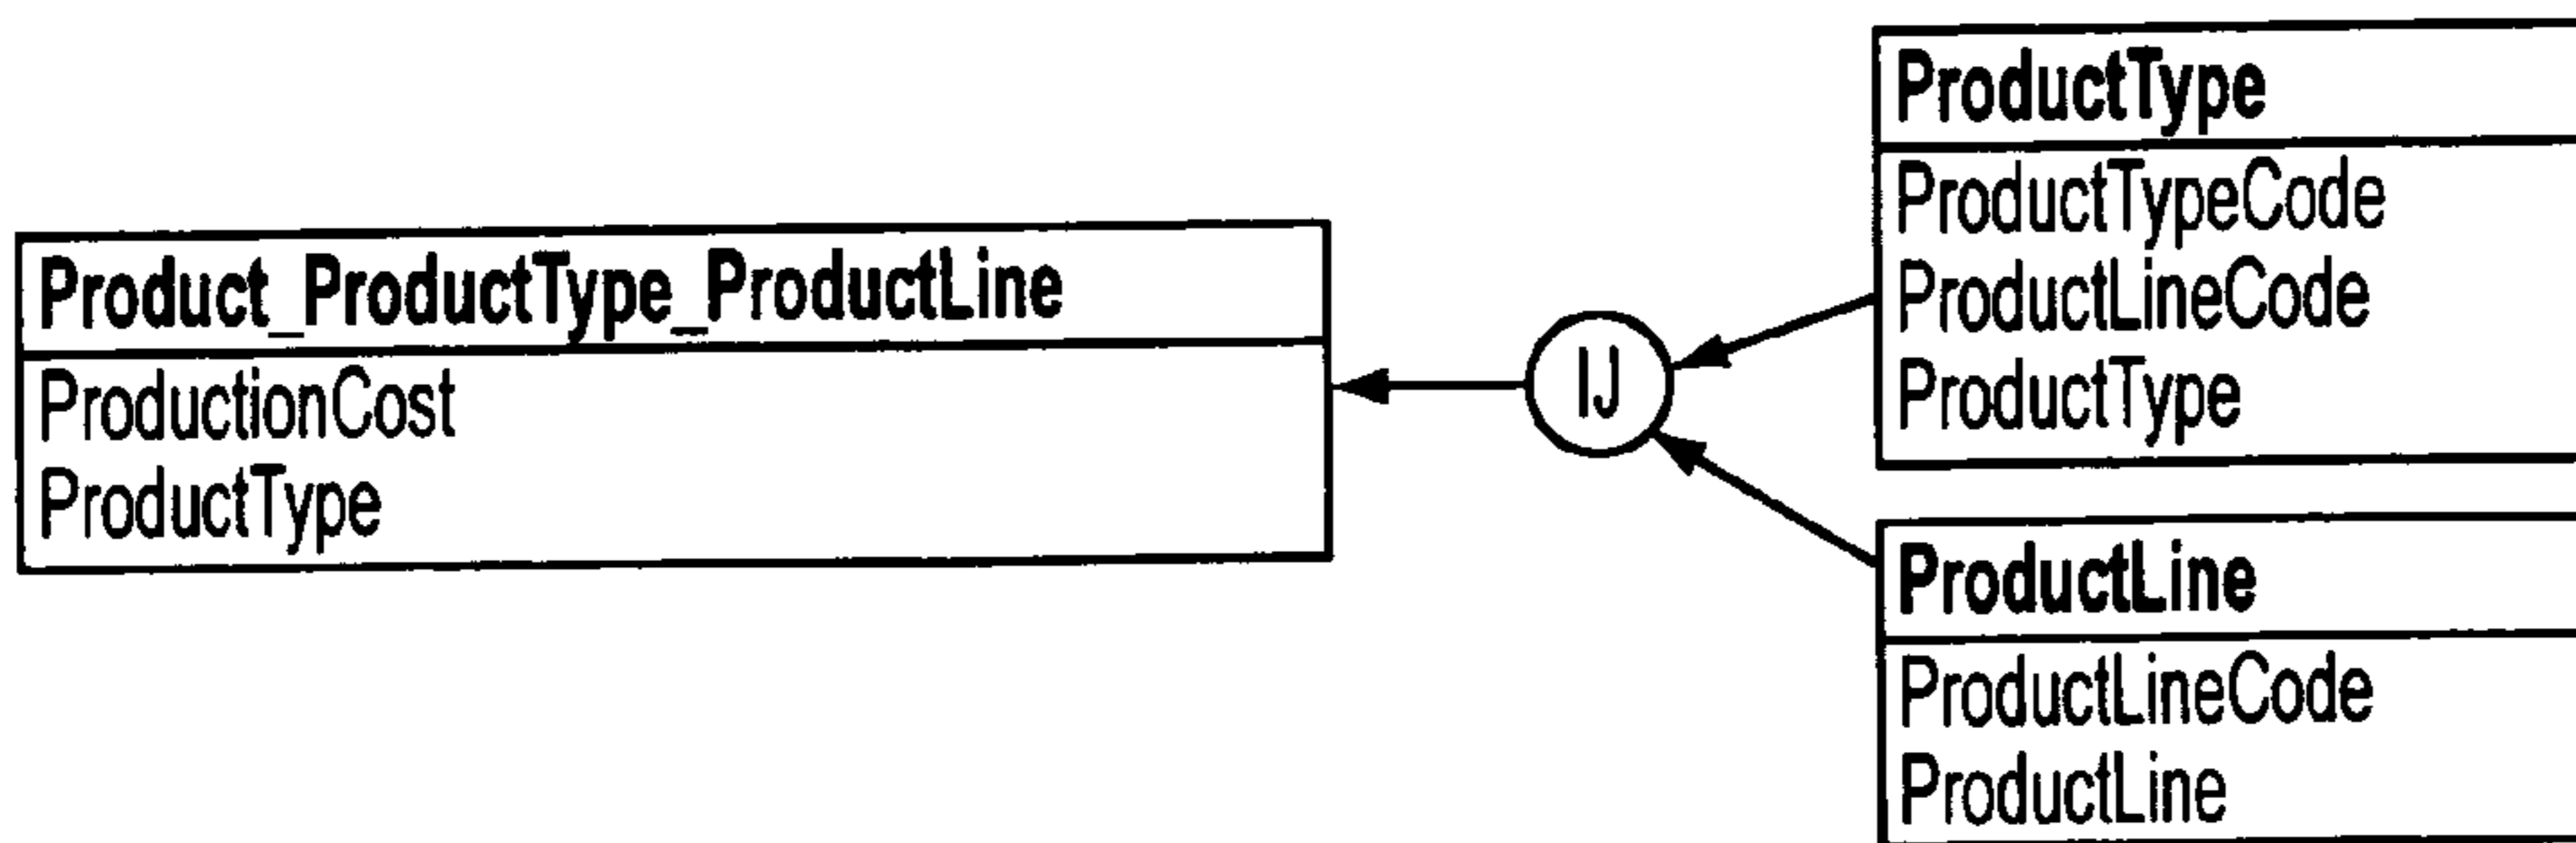 Product_ProductType_ProductLine
ProductionCost
ProductType
IJ
ProductType
ProductTypeCode
ProductLineCode
ProductType
ProductLine
ProductLineCode
ProductLine